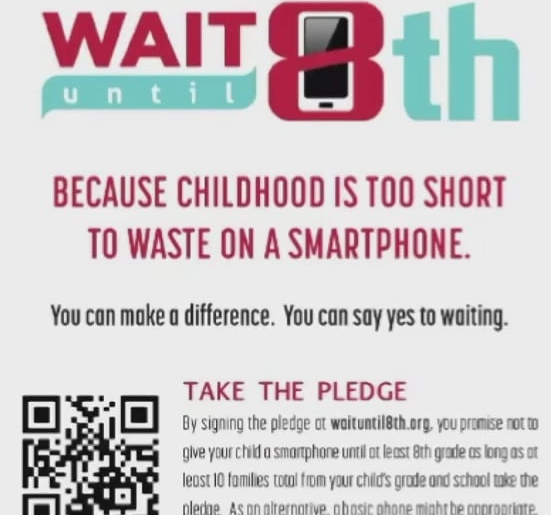 WAIT 8th
until
BECAUSE CHILDHOOD IS TOO SHORT
TO WASTE ON A SMARTPHONE.
You can make a difference. You can say yes to waiting.
TAKE THE PLEDGE
By signing the pledge at waituntil8th.org, you promise not to
give your child a smartphone until at least 8th grade as long as at
least 10 families total from your child's grade and school take the
pledge. As an alternative, a basic phone might be appropriate.